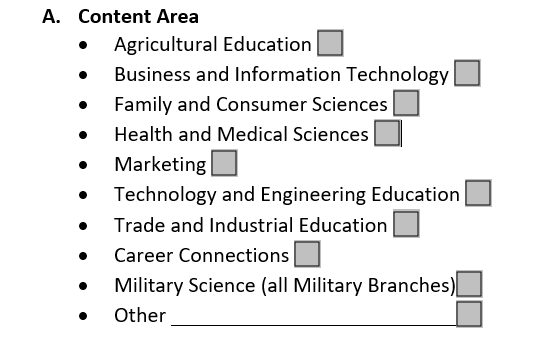 A. Content Area
• Agricultural Education
• Business and Information Technology
• Family and Consumer Sciences
• Health and Medical Sciences
• Marketing
• Technology and Engineering Education
• Trade and Industrial Education
• Career Connections
• Military Science (all Military Branches)
• Other